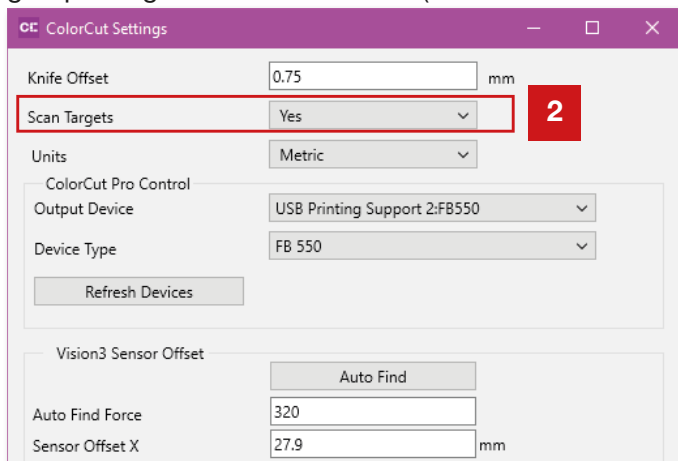 CE ColorCut Settings
Knife Offset 0.75 mm
Scan Targets Yes 2
Units Metric
ColorCut Pro Control
Output Device USB Printing Support 2:FB550
Device Type FB 550
Refresh Devices
Vision3 Sensor Offset
Auto Find
Auto Find Force 320
Sensor Offset X 27.9 mm